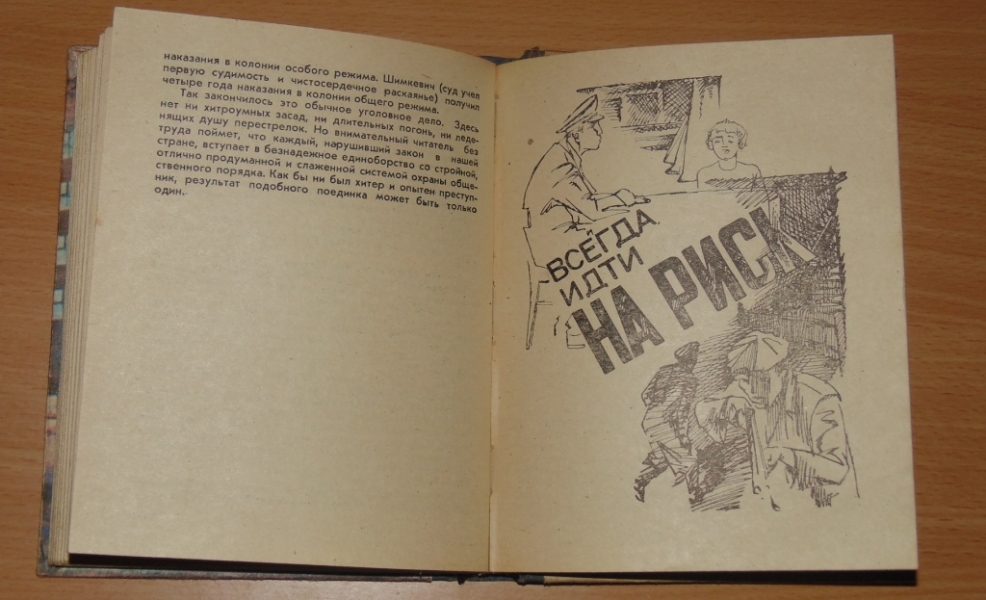 наказания в колонии особого режима. Шимкевич (суд учел
первую судимость и чистосердечное раскаянье) получил
четыре года наказания в колонии общего режима.
Так закончилось это обычное уголовное дело. Здесь
нет ни хитроумных засад, ни длительных погонь, ни леде-
нящих душу перестрелок. Но внимательный читатель без
труда поймет, что каждый, нарушивший закон в нашей
стране, вступает в безнадежное единоборство со стройной,
отлично продуманной и слаженной системой охраны обще-
ственного порядка. Как бы ни был хитер и опытен преступ-
ник, результат подобного поединка может быть только
один.
ВСЕГДА
ИДТИ
НА РИСК